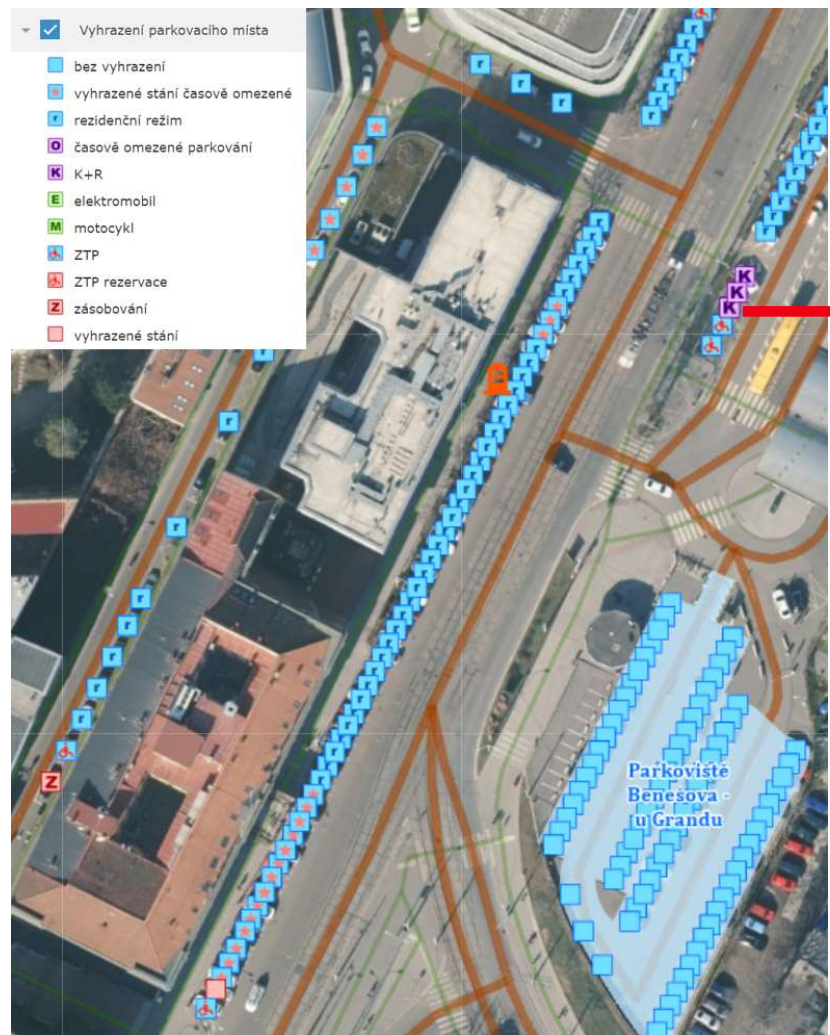 Vyhrazení parkovacího místa
bez vyhrazení
vyhrazené stání časově omezené
r rezidenční režim
O časově omezené parkování
K K+R
E elektromobil
M motocykl
ZTP
ZTP rezervace
Z zásobování
vyhrazené stání
Parkoviště
Benešova -
u Grandu
r
r
r
K
K
K
r
r
r
r
r
r
r
Z